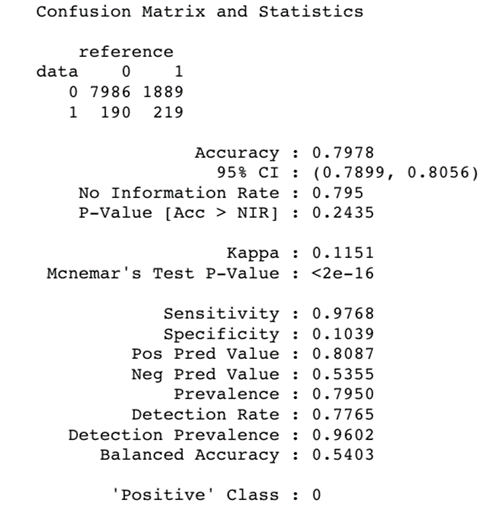 Confusion Matrix and Statistics
reference
data 0 1
0 7986 1889
1 190 219
Accuracy : 0.7978
95% CI : (0.7899, 0.8056)
No Information Rate : 0.795
P-Value [Acc > NIR] : 0.2435
Kappa : 0.1151
Mcnemar's Test P-Value : <2e-16
Sensitivity : 0.9768
Specificity : 0.1039
Pos Pred Value : 0.8087
Neg Pred Value : 0.5355
Prevalence : 0.7950
Detection Rate : 0.7765
Detection Prevalence : 0.9602
Balanced Accuracy : 0.5403
'Positive' Class : 0